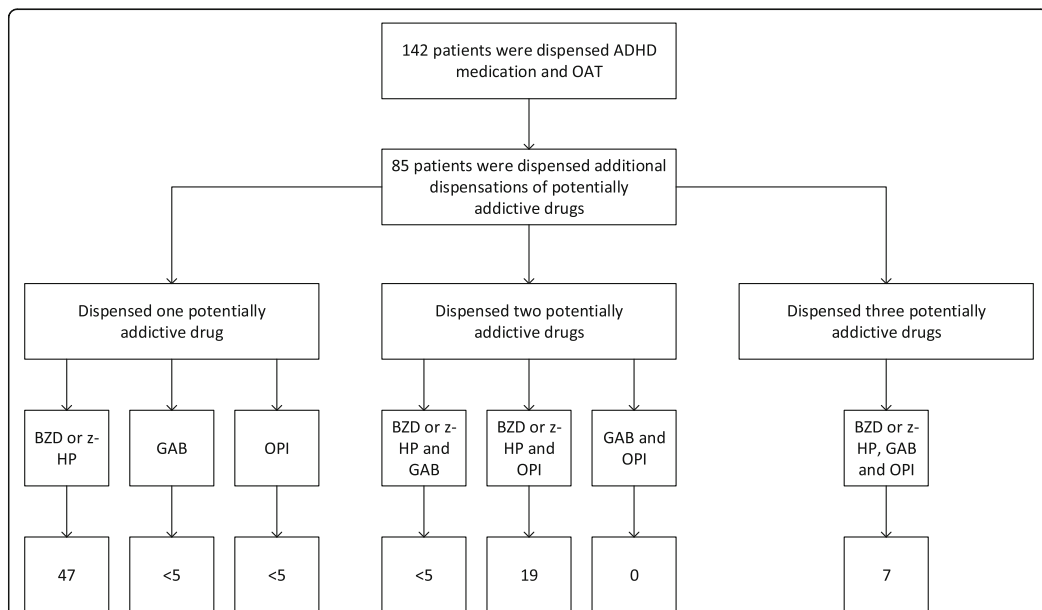 142 patients were dispensed ADHD
medication and OAT
85 patients were dispensed additional
dispensations of potentially
addictive drugs
Dispensed one potentially
addictive drug
Dispensed two potentially
addictive drugs
Dispensed three potentially
addictive drugs
BZD or z-
HP
GAB
OPI
BZD or z-
HP and
GAB
BZD or z-
HP and
OPI
GAB and
OPI
BZD or z-
HP, GAB
and OPI
47
<5
<5
<5
19
0
7